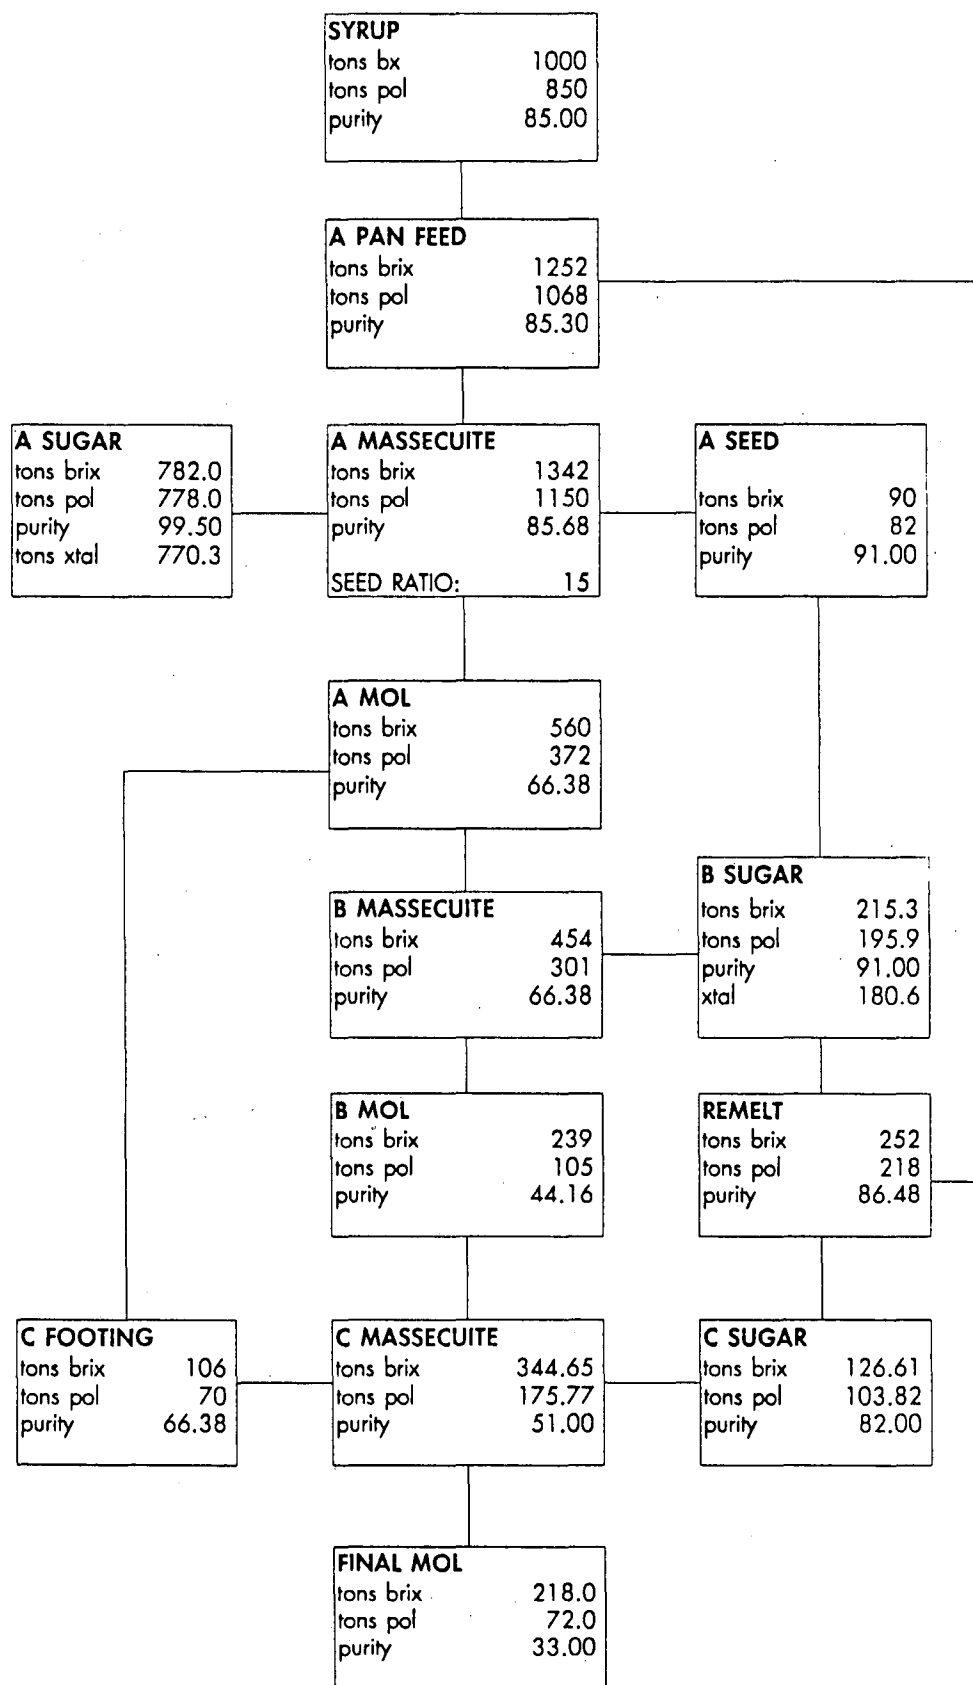 SYRUP
tons bx 1000
tons pol 850
purity 85.00
A PAN FEED
tons brix 1252
tons pol 1068
purity 85.30
A SUGAR
tons brix 782.0
tons pol 778.0
purity 99.50
tons xtal 770.3
A MASSECUITE
tons brix 1342
tons pol 1150
purity 85.68
SEED RATIO: 15
A SEED
tons brix 90
tons pol 82
purity 91.00
A MOL
tons brix 560
tons pol 372
purity 66.38
B MASSECUITE
tons brix 454
tons pol 301
purity 66.38
B SUGAR
tons brix 215.3
tons pol 195.9
purity 91.00
xtal 180.6
B MOL
tons brix 239
tons pol 105
purity 44.16
REMELT
tons brix 252
tons pol 218
purity 86.48
C FOOTING
tons brix 106
tons pol 70
purity 66.38
C MASSECUITE
tons brix 344.65
tons pol 175.77
purity 51.00
C SUGAR
tons brix 126.61
tons pol 103.82
purity 82.00
FINAL MOL
tons brix 218.0
tons pol 72.0
purity 33.00